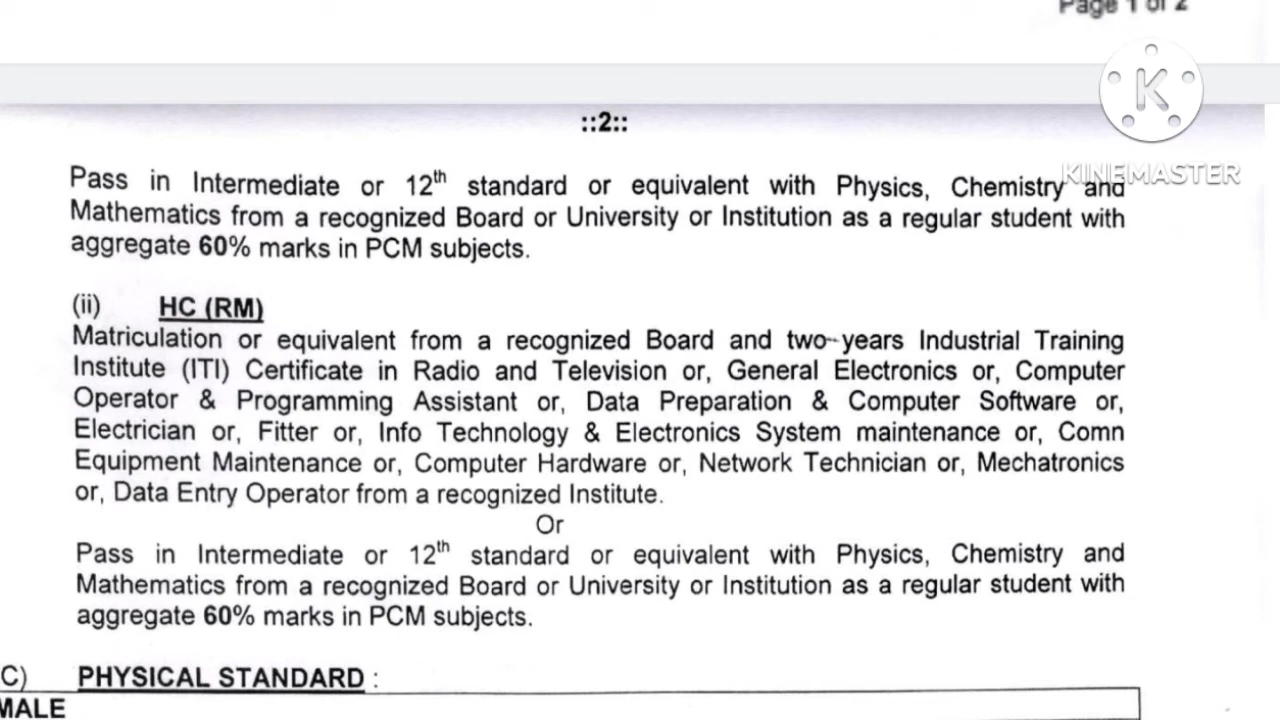 Page 1 of 2
K
KINEMASTER
::2::
Pass in Intermediate or 12th standard or equivalent with Physics, Chemistry and
Mathematics from a recognized Board or University or Institution as a regular student with
aggregate 60% marks in PCM subjects.
(ii) HC (RM)
Matriculation or equivalent from a recognized Board and two years Industrial Training
Institute (ITI) Certificate in Radio and Television or, General Electronics or, Computer
Operator & Programming Assistant or, Data Preparation & Computer Software or,
Electrician or, Fitter or, Info Technology & Electronics System maintenance or, Comn
Equipment Maintenance or, Computer Hardware or, Network Technician or, Mechatronics
or, Data Entry Operator from a recognized Institute.
Or
Pass in Intermediate or 12th standard or equivalent with Physics, Chemistry and
Mathematics from a recognized Board or University or Institution as a regular student with
aggregate 60% marks in PCM subjects.
C) PHYSICAL STANDARD :
MALE